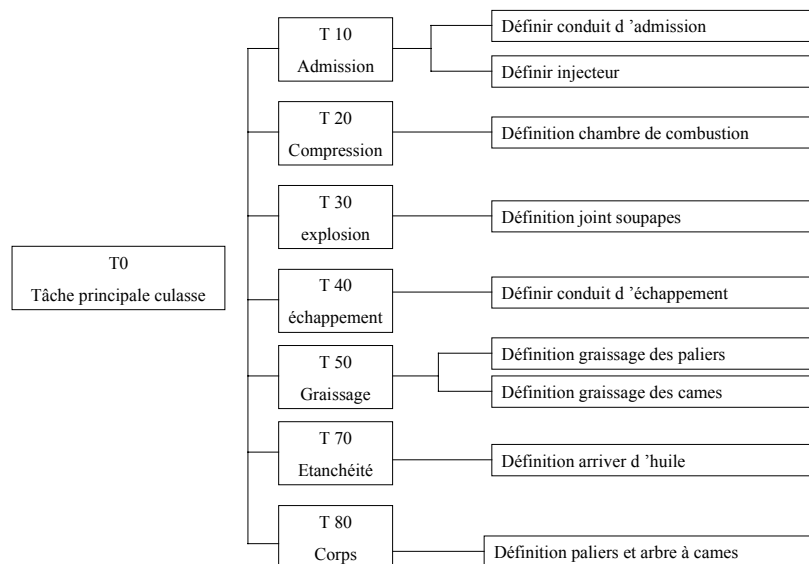 T0
Tâche principale culasse
T 10
Admission
Définir conduit d ’admission
Définir injecteur
T 20
Compression
Définition chambre de combustion
T 30
explosion
Définition joint soupapes
T 40
échappement
Définir conduit d ’échappement
T 50
Graissage
Définition graissage des paliers
Définition graissage des cames
T 70
Etanchéité
Définition arriver d ’huile
T 80
Corps
Définition paliers et arbre à cames